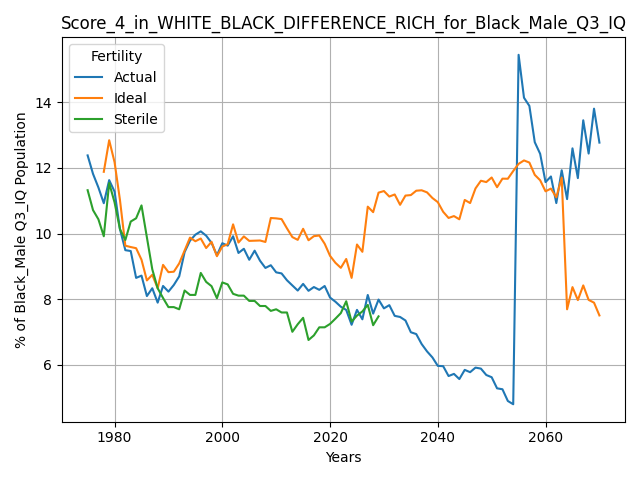 Score_4_in_WHITE_BLACK_DIFFERENCE_RICH_for_Black_Male_Q3_IQ
Fertility
Actual
Ideal
Sterile
% of Black_Male Q3_IQ Population
14
12
10
8
6
1980
2000
2020
2040
2060
Years